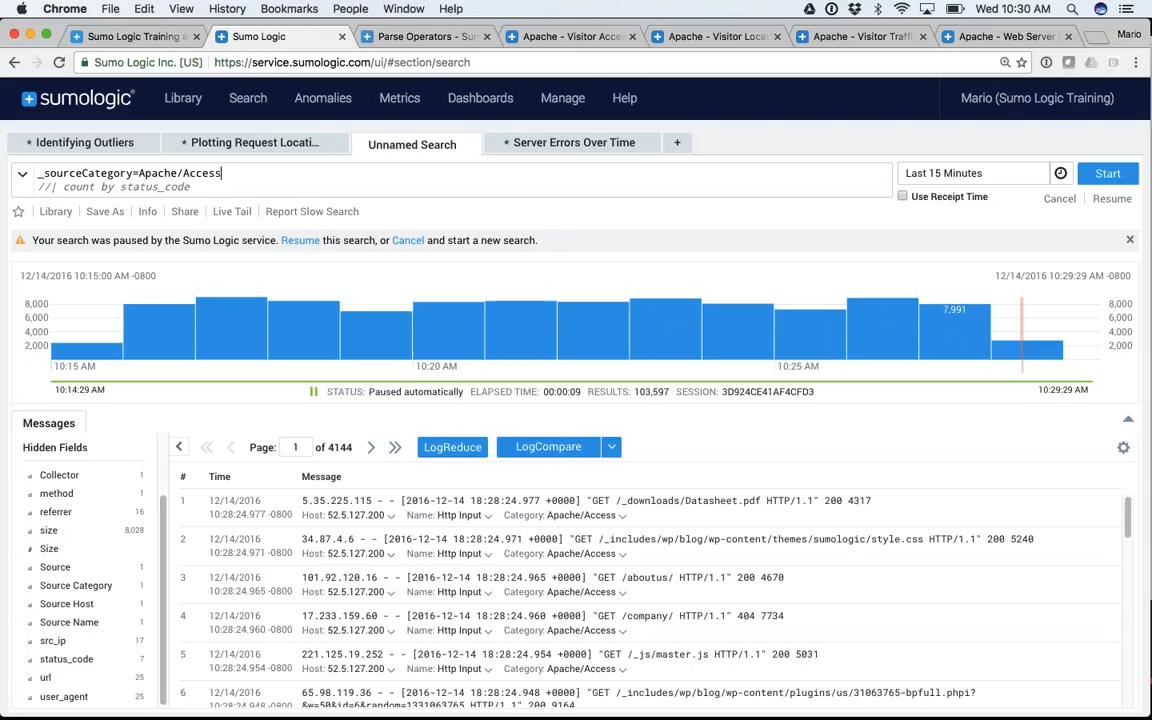 Chrome File Edit View History Bookmarks People Window Help Wed 10:30 AM
Sumo Logic Training a Sumo Logic Parse Operators - Sum Apache - Visitor Acces Apache - Visitor Locat Apache - Visitor Traffi Apache - Web Server Mario
Sumo Logic Inc. [US] https://service.sumologic.com/ui/#section/search
sumologic Library Search Anomalies Metrics Dashboards Manage Help Mario (Sumo Logic Training)
* Identifying Outliers * Plotting Request Locati... Unnamed Search * Server Errors Over Time +
_sourceCategory=Apache/Access Last 15 Minutes Start
//| count by status_code Use Receipt Time Cancel Resume
Library Save As Info Share Live Tail Report Slow Search
Your search was paused by the Sumo Logic service. Resume this search, or Cancel and start a new search.
12/14/2016 10:15:00 AM -0800 12/14/2016 10:29:29 AM -0800
8,000 7,991 8,000
6,000 6,000
4,000 4,000
2,000 2,000
10:15 AM 10:20 AM 10:25 AM
10:14:29 AM STATUS: Paused automatically ELAPSED TIME: 00:00:09 RESULTS: 103,597 SESSION: 3D924CE41AF4CFD3 10:29:29 AM
Messages
Hidden Fields Page: 1 of 4144 LogReduce LogCompare
Collector 1
method 1
referrer 16
size 8,028
Size
Source 1
Source Category 1
Source Host 1
Source Name 1
src_ip 17
status_code 7
url 25
user_agent 25
# Time Message
1 12/14/2016 5.35.225.115 - - [2016-12-14 18:28:24.977 +0000] "GET /_downloads/Datasheet.pdf HTTP/1.1" 200 4317
10:28:24.977 -0800 Host: 52.5.127.200 Name: Http Input Category: Apache/Access
2 12/14/2016 34.87.4.6 - - [2016-12-14 18:28:24.971 +0000] "GET /_includes/wp/blog/wp-content/themes/sumologic/style.css HTTP/1.1" 200 5240
10:28:24.971 -0800 Host: 52.5.127.200 Name: Http Input Category: Apache/Access
3 12/14/2016 101.92.120.16 - - [2016-12-14 18:28:24.965 +0000] "GET /aboutus/ HTTP/1.1" 200 4670
10:28:24.965 -0800 Host: 52.5.127.200 Name: Http Input Category: Apache/Access
4 12/14/2016 17.233.159.60 - - [2016-12-14 18:28:24.960 +0000] "GET /company/ HTTP/1.1" 404 7734
10:28:24.960 -0800 Host: 52.5.127.200 Name: Http Input Category: Apache/Access
5 12/14/2016 221.125.19.252 - - [2016-12-14 18:28:24.954 +0000] "GET /_js/master.js HTTP/1.1" 200 5031
10:28:24.954 -0800 Host: 52.5.127.200 Name: Http Input Category: Apache/Access
6 12/14/2016 65.98.119.36 - - [2016-12-14 18:28:24.948 +0000] "GET /_includes/wp/blog/wp-content/plugins/us/31063765-bpfull.phpi?
10:28:24.948 -0800 &w=50&id=6&random=1331063765 HTTP/1.1" 200 9164